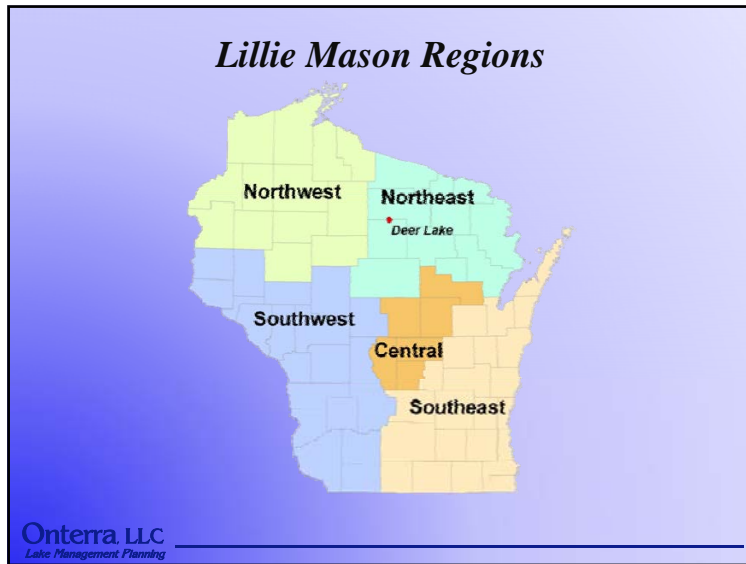 Lillie Mason Regions
Northwest
Northeast
Deer Lake
Southwest
Central
Southeast
Onterra, LLC
Lake Management Planning